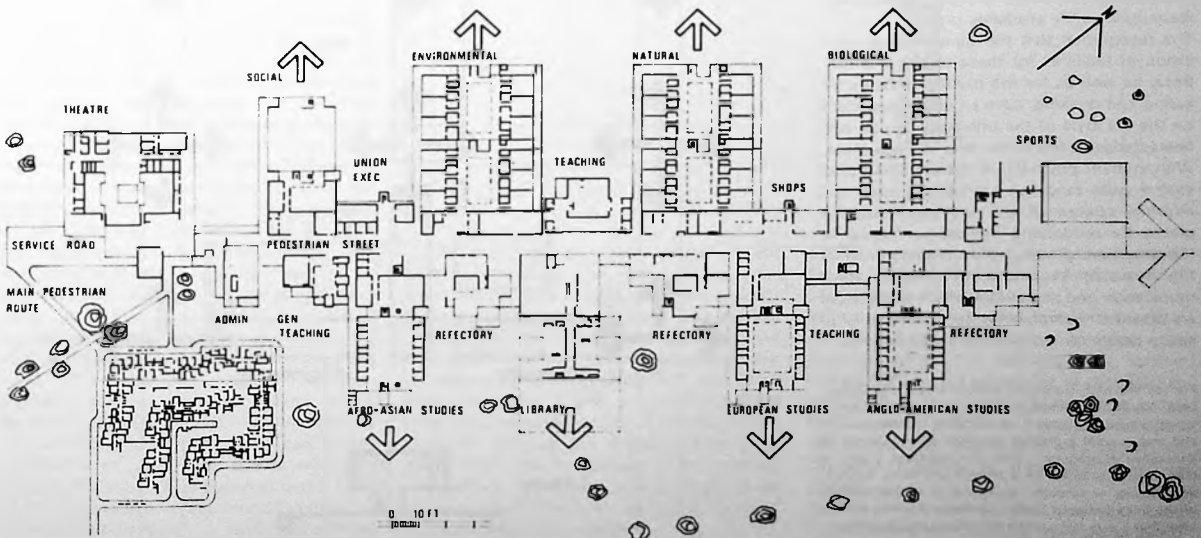 ENVIRONMENTAL
NATURAL
BIOLOGICAL
N
SOCIAL
THEATRE
UNION
EXEC
TEACHING
SHOPS
SPORTS
SERVICE ROAD
PEDESTRIAN STREET
MAIN PEDESTRIAN
ROUTE
ADMIN
GEN
TEACHING
REFECTORY
REFECTORY
TEACHING
REFECTORY
AFRO-ASIAN STUDIES
LIBRARY
EUROPEAN STUDIES
ANGLO-AMERICAN STUDIES
0 10FT